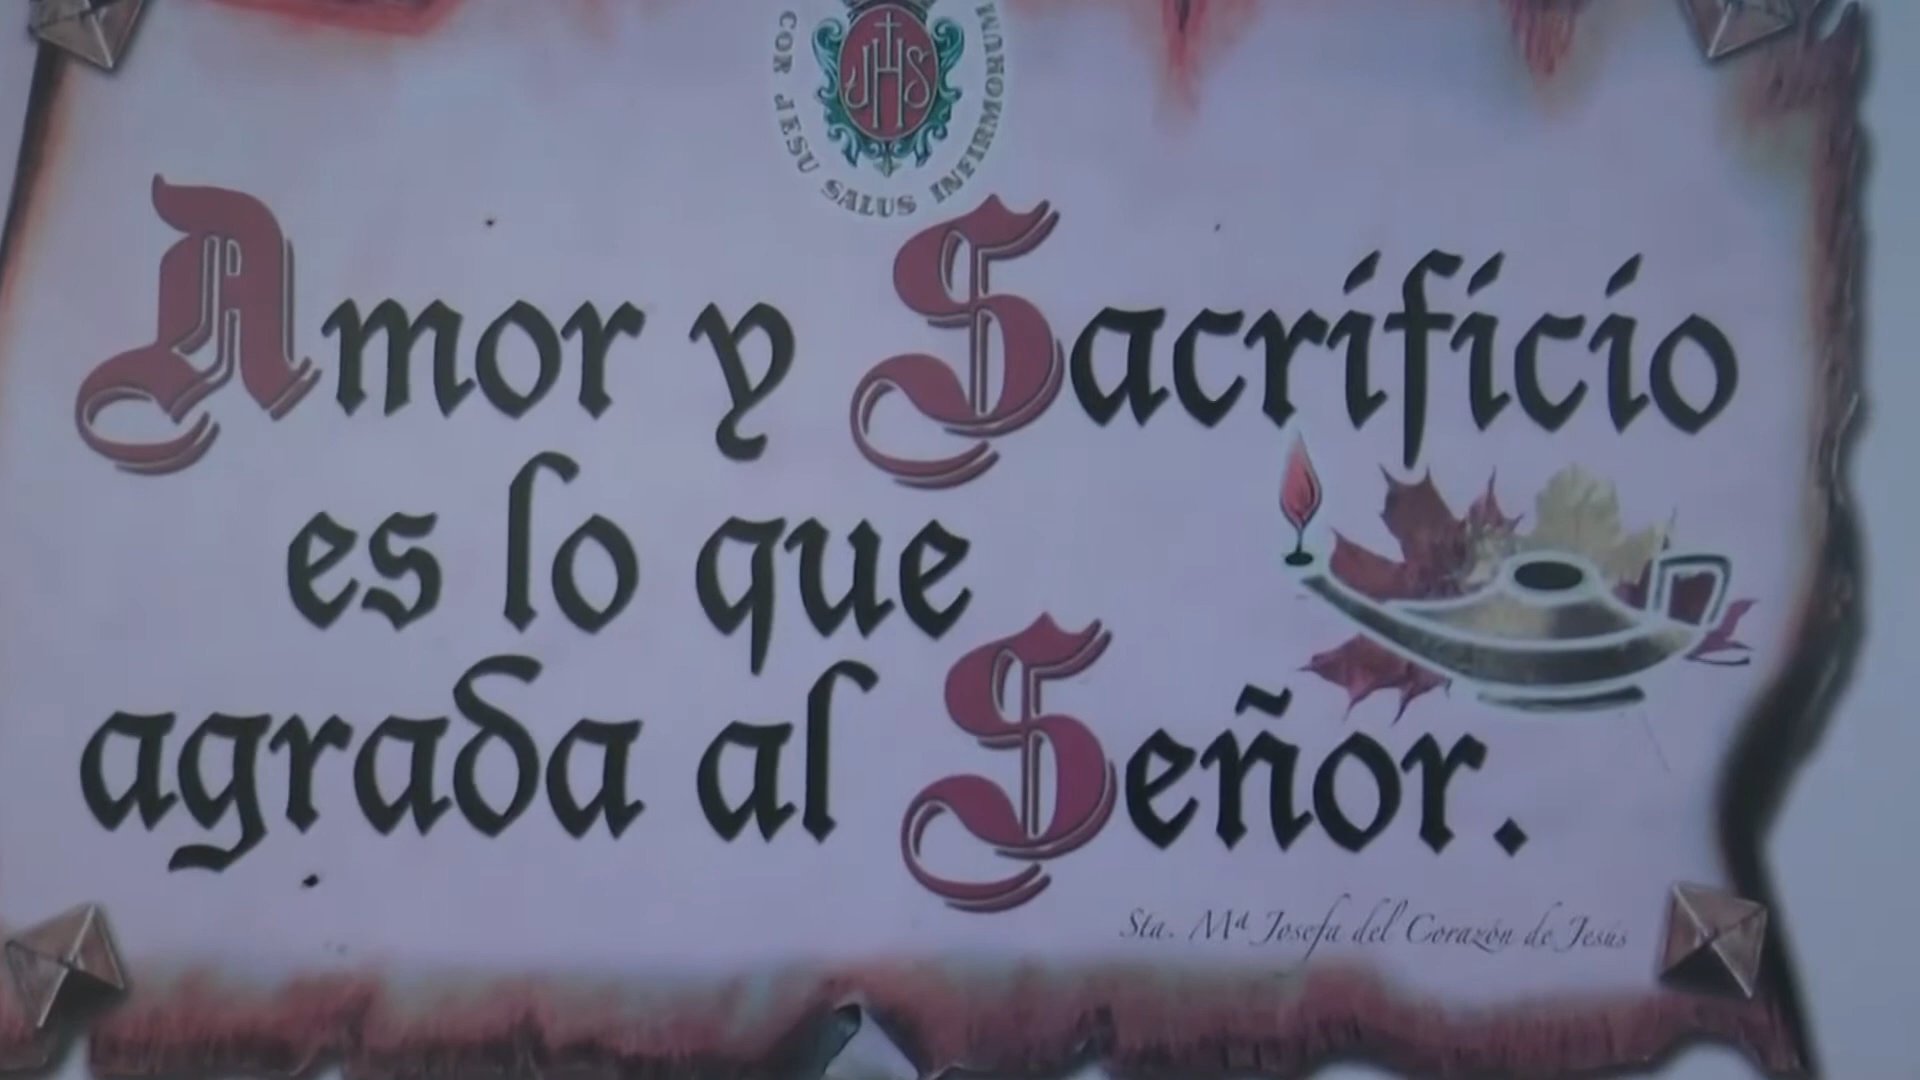 JHS
COR JESU SALUS INFIRMORUM
Amor y Sacrificio
es lo que
agrada al Señor.
Sta. Mª Josefa del Corazón de Jesús